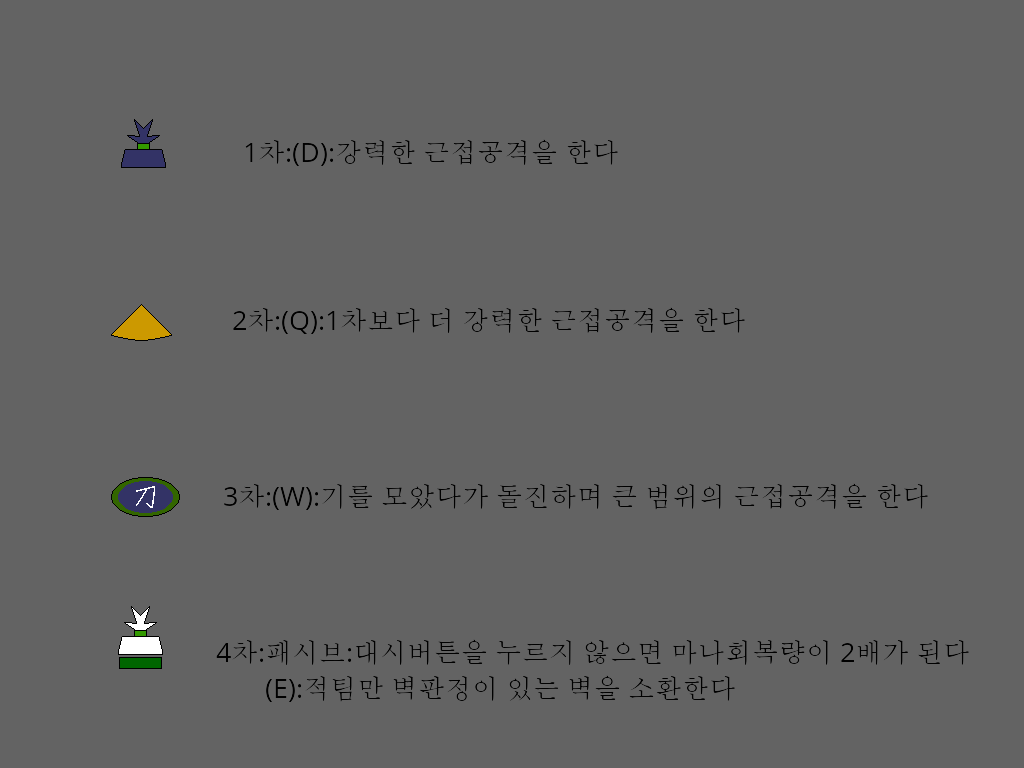 1차:(D):강력한 근접공격을 한다
2차:(Q):1차보다 더 강력한 근접공격을 한다
刀
3차:(W):기를 모았다가 돌진하며 큰 범위의 근접공격을 한다
4차:패시브:대시버튼을 누르지 않으면 마나회복량이 2배가 된다
(E):적팀만 벽판정이 있는 벽을 소환한다